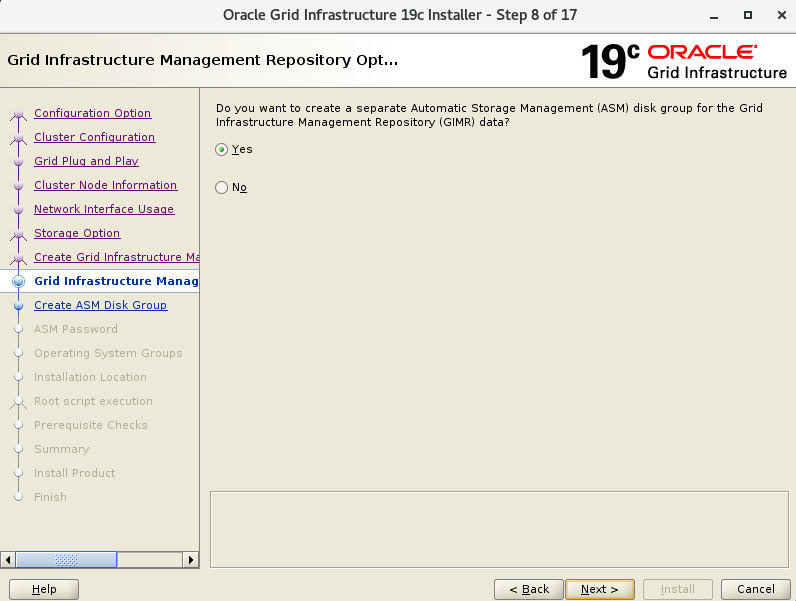 Oracle Grid Infrastructure 19c Installer - Step 8 of 17
Grid Infrastructure Management Repository Opt...
19c ORACLE
Grid Infrastructure
Configuration Option
Cluster Configuration
Grid Plug and Play
Cluster Node Information
Network Interface Usage
Storage Option
Create Grid Infrastructure Ma
Grid Infrastructure Manag
Create ASM Disk Group
ASM Password
Operating System Groups
Installation Location
Root script execution
Prerequisite Checks
Summary
Install Product
Finish
Do you want to create a separate Automatic Storage Management (ASM) disk group for the Grid
Infrastructure Management Repository (GIMR) data?
Yes
No
Help
< Back
Next >
Install
Cancel